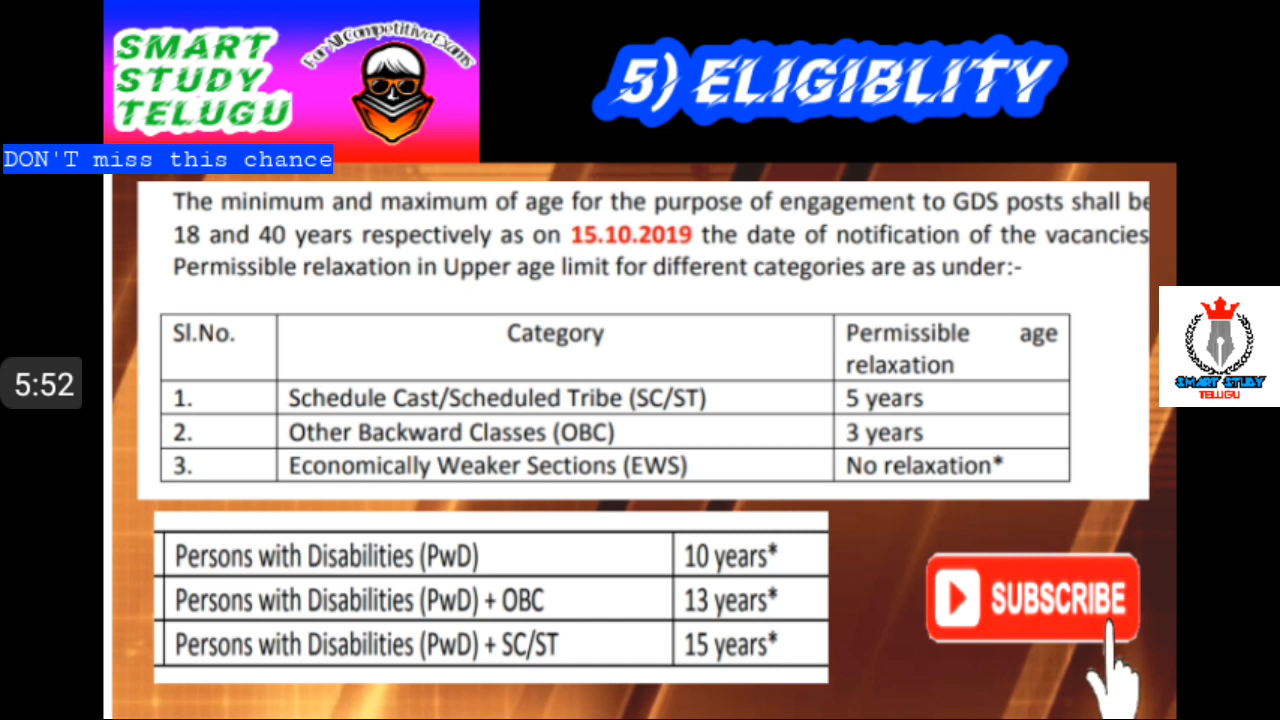 SMART
STUDY
TELUGU
For All Competitive Exams
5) ELIGIBLITY
DON'T miss this chance
The minimum and maximum of age for the purpose of engagement to GDS posts shall be
18 and 40 years respectively as on 15.10.2019 the date of notification of the vacancies
Permissible relaxation in Upper age limit for different categories are as under:-
Sl.No. Category Permissible age
relaxation
1. Schedule Cast/Scheduled Tribe (SC/ST) 5 years
2. Other Backward Classes (OBC) 3 years
3. Economically Weaker Sections (EWS) No relaxation*
5:52
SMART STUDY
TELUGU
Persons with Disabilities (PwD) 10 years*
Persons with Disabilities (PwD) + OBC 13 years*
Persons with Disabilities (PwD) + SC/ST 15 years*
SUBSCRIBE